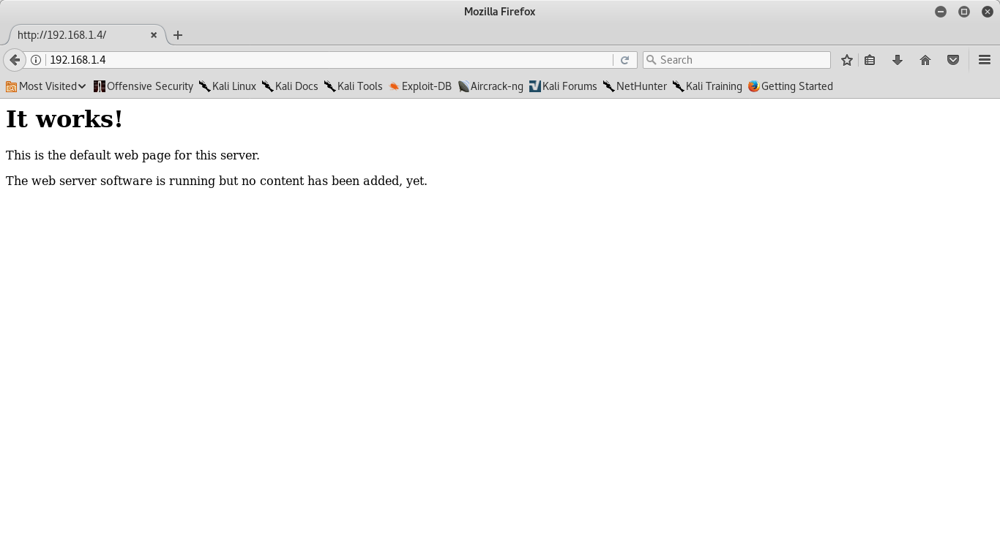 Mozilla Firefox
http://192.168.1.4/
192.168.1.4 Search
Most Visited Offensive Security Kali Linux Kali Docs Kali Tools Exploit-DB Aircrack-ng Kali Forums NetHunter Kali Training Getting Started
It works!
This is the default web page for this server.
The web server software is running but no content has been added, yet.